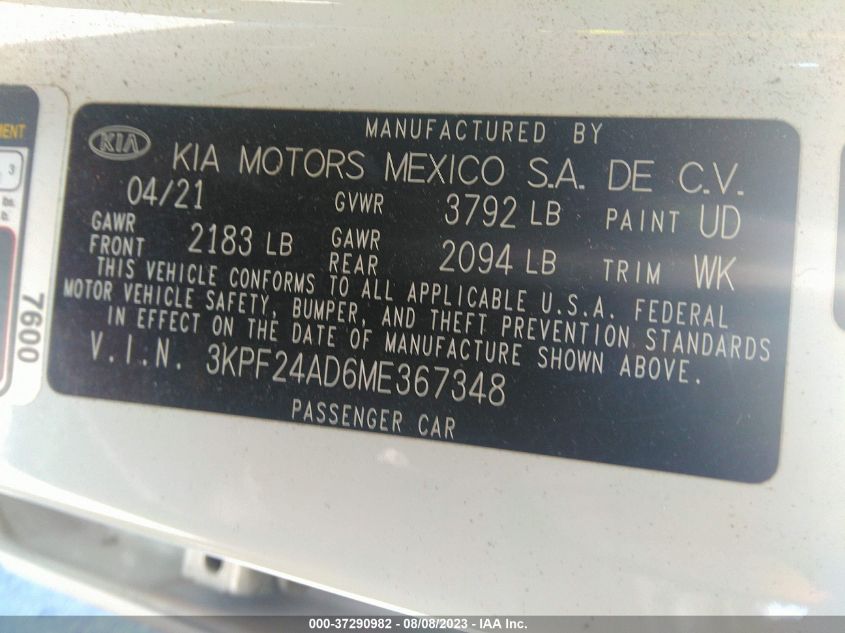 MANUFACTURED BY
KIA
KIA MOTORS MEXICO S.A. DE C.V.
04/21 GVWR 3792 LB PAINT UD
GAWR FRONT 2183 LB GAWR REAR 2094 LB TRIM WK
THIS VEHICLE CONFORMS TO ALL APPLICABLE U.S.A. FEDERAL
MOTOR VEHICLE SAFETY, BUMPER, AND THEFT PREVENTION STANDARDS
IN EFFECT ON THE DATE OF MANUFACTURE SHOWN ABOVE.
V.I.N. 3KPF24AD6ME367348
PASSENGER CAR
3
lbs.
7600
000-37290982 - 08/08/2023 - IAA Inc.